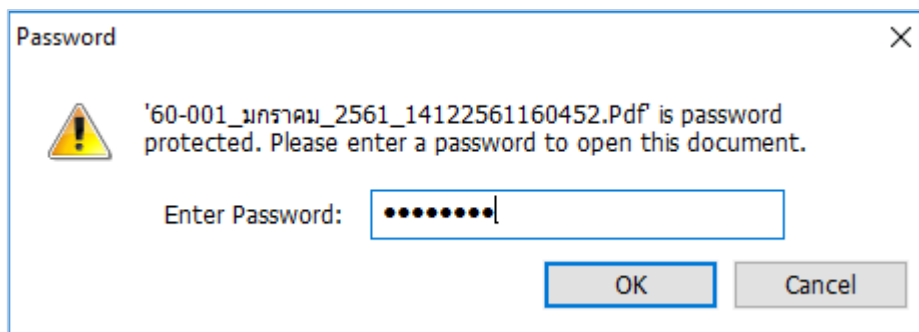 Password
'60-001_มกราคม_2561_14122561160452.Pdf' is password
protected. Please enter a password to open this document.
Enter Password: ••••••••
OK Cancel